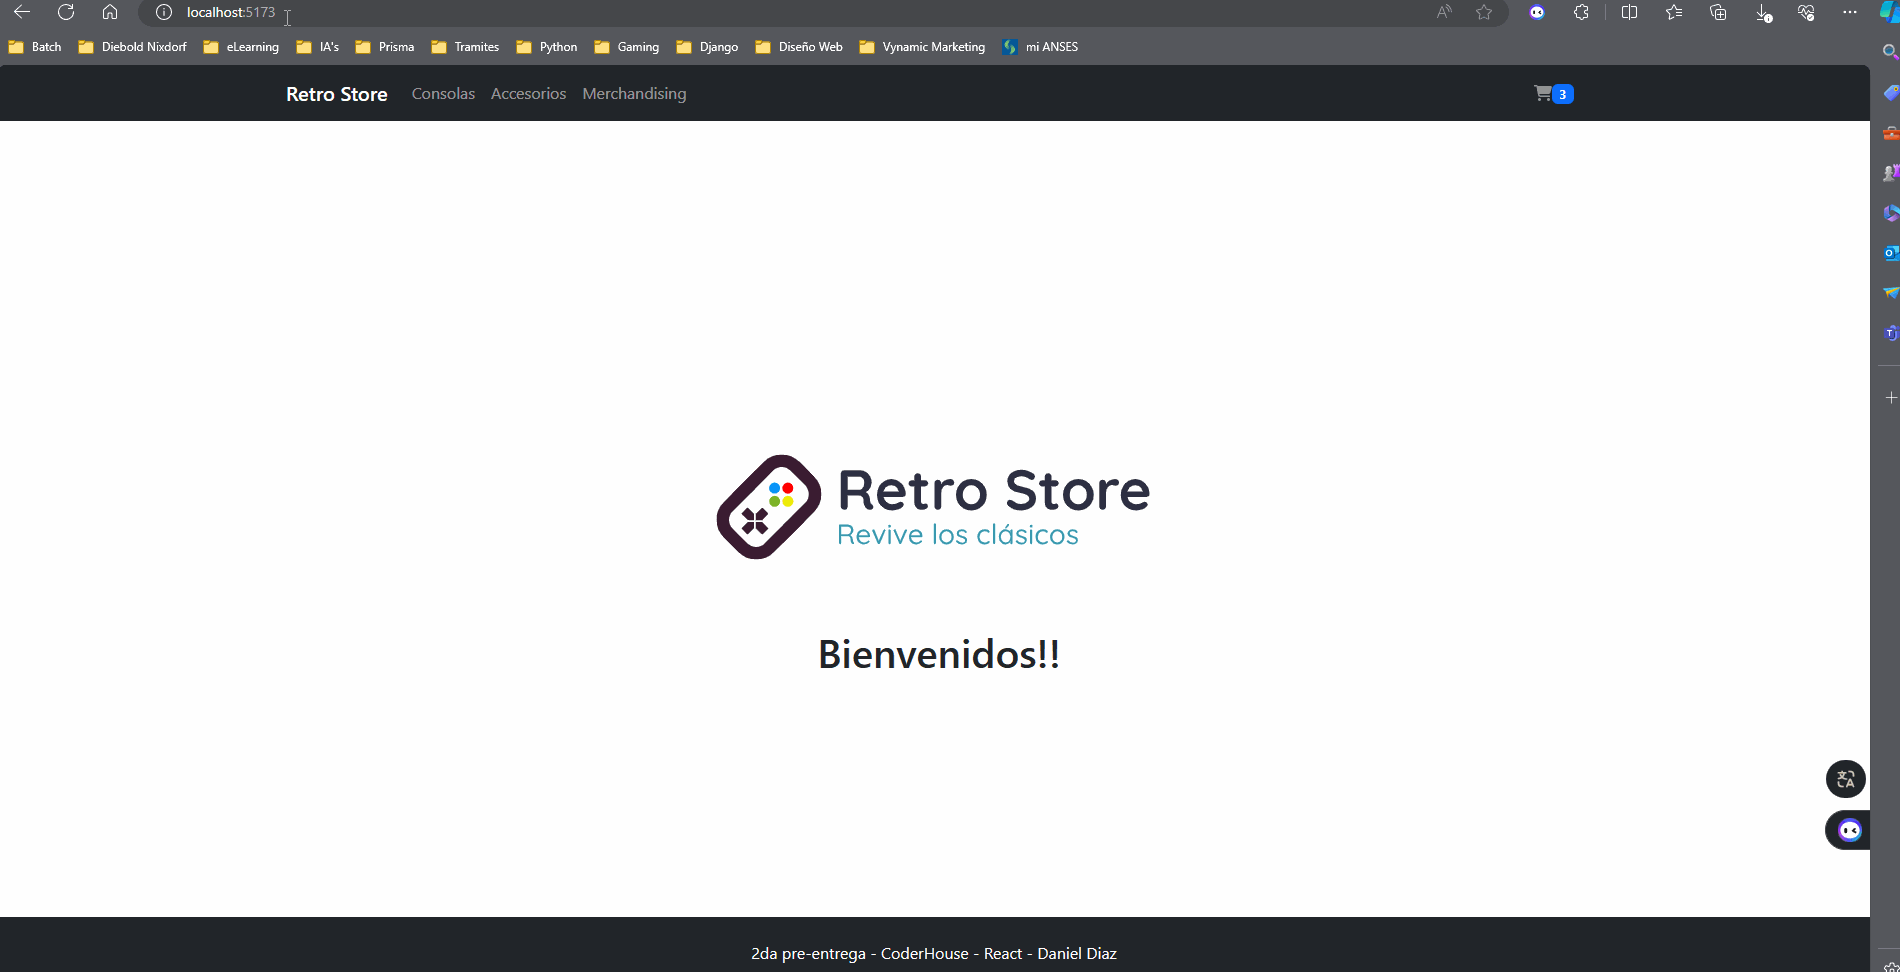 localhost:5173
Batch Diebold Nixdorf eLearning IA's Prisma Tramites Python Gaming Django Diseño Web Vynamic Marketing mi ANSES
Retro Store Consolas Accesorios Merchandising 3
Retro Store
Revive los clásicos
Bienvenidos!!
2da pre-entrega - CoderHouse - React - Daniel Diaz